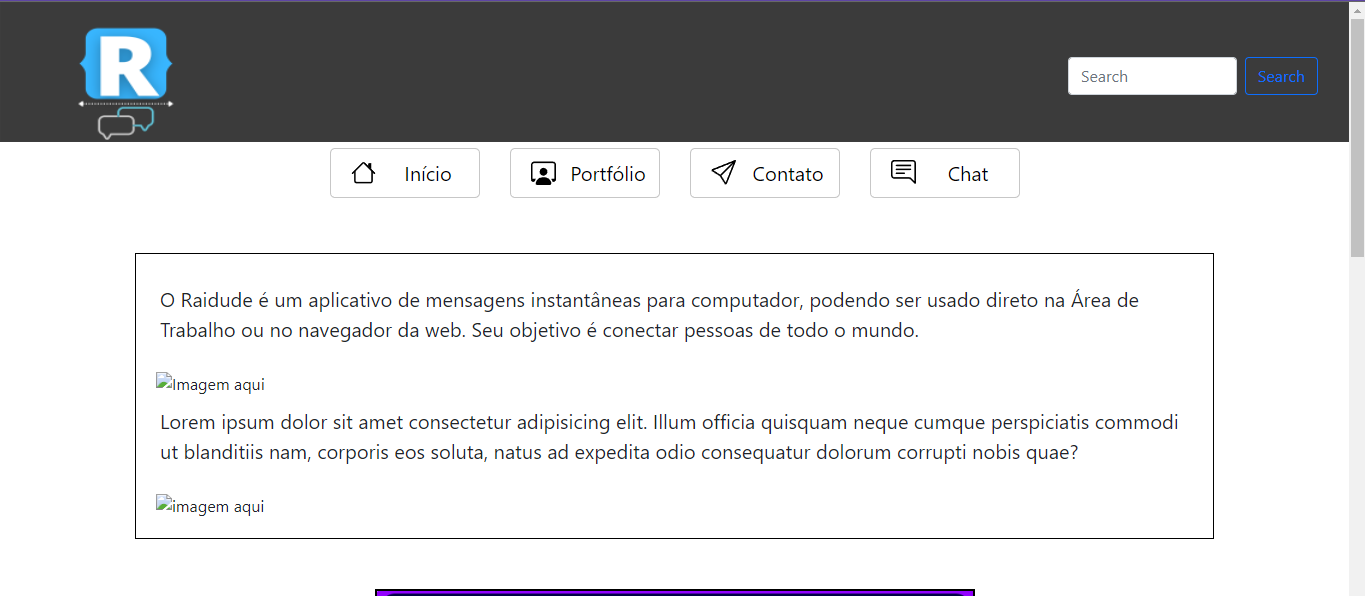 R
Search Search
Início Portfólio Contato Chat
O Raidude é um aplicativo de mensagens instantâneas para computador, podendo ser usado direto na Área de
Trabalho ou no navegador da web. Seu objetivo é conectar pessoas de todo o mundo.
Imagem aqui
Lorem ipsum dolor sit amet consectetur adipisicing elit. Illum officia quisquam neque cumque perspiciatis commodi
ut blanditiis nam, corporis eos soluta, natus ad expedita odio consequatur dolorum corrupti nobis quae?
imagem aqui